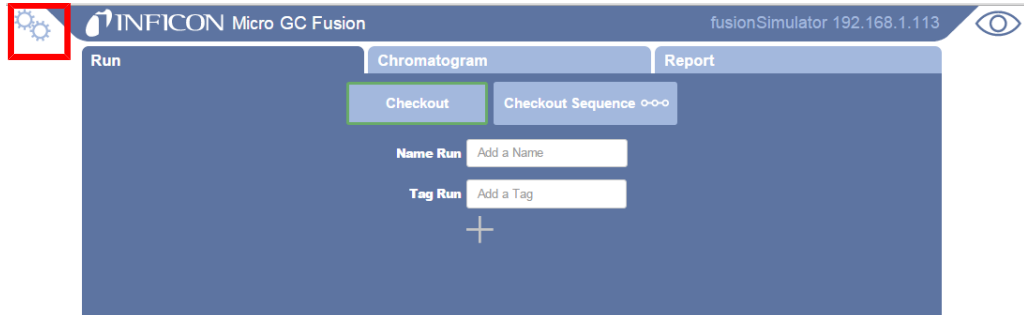 INFICON Micro GC Fusion
fusionSimulator 192.168.1.113
Run
Chromatogram
Report
Checkout
Checkout Sequence
Name Run
Add a Name
Tag Run
Add a Tag